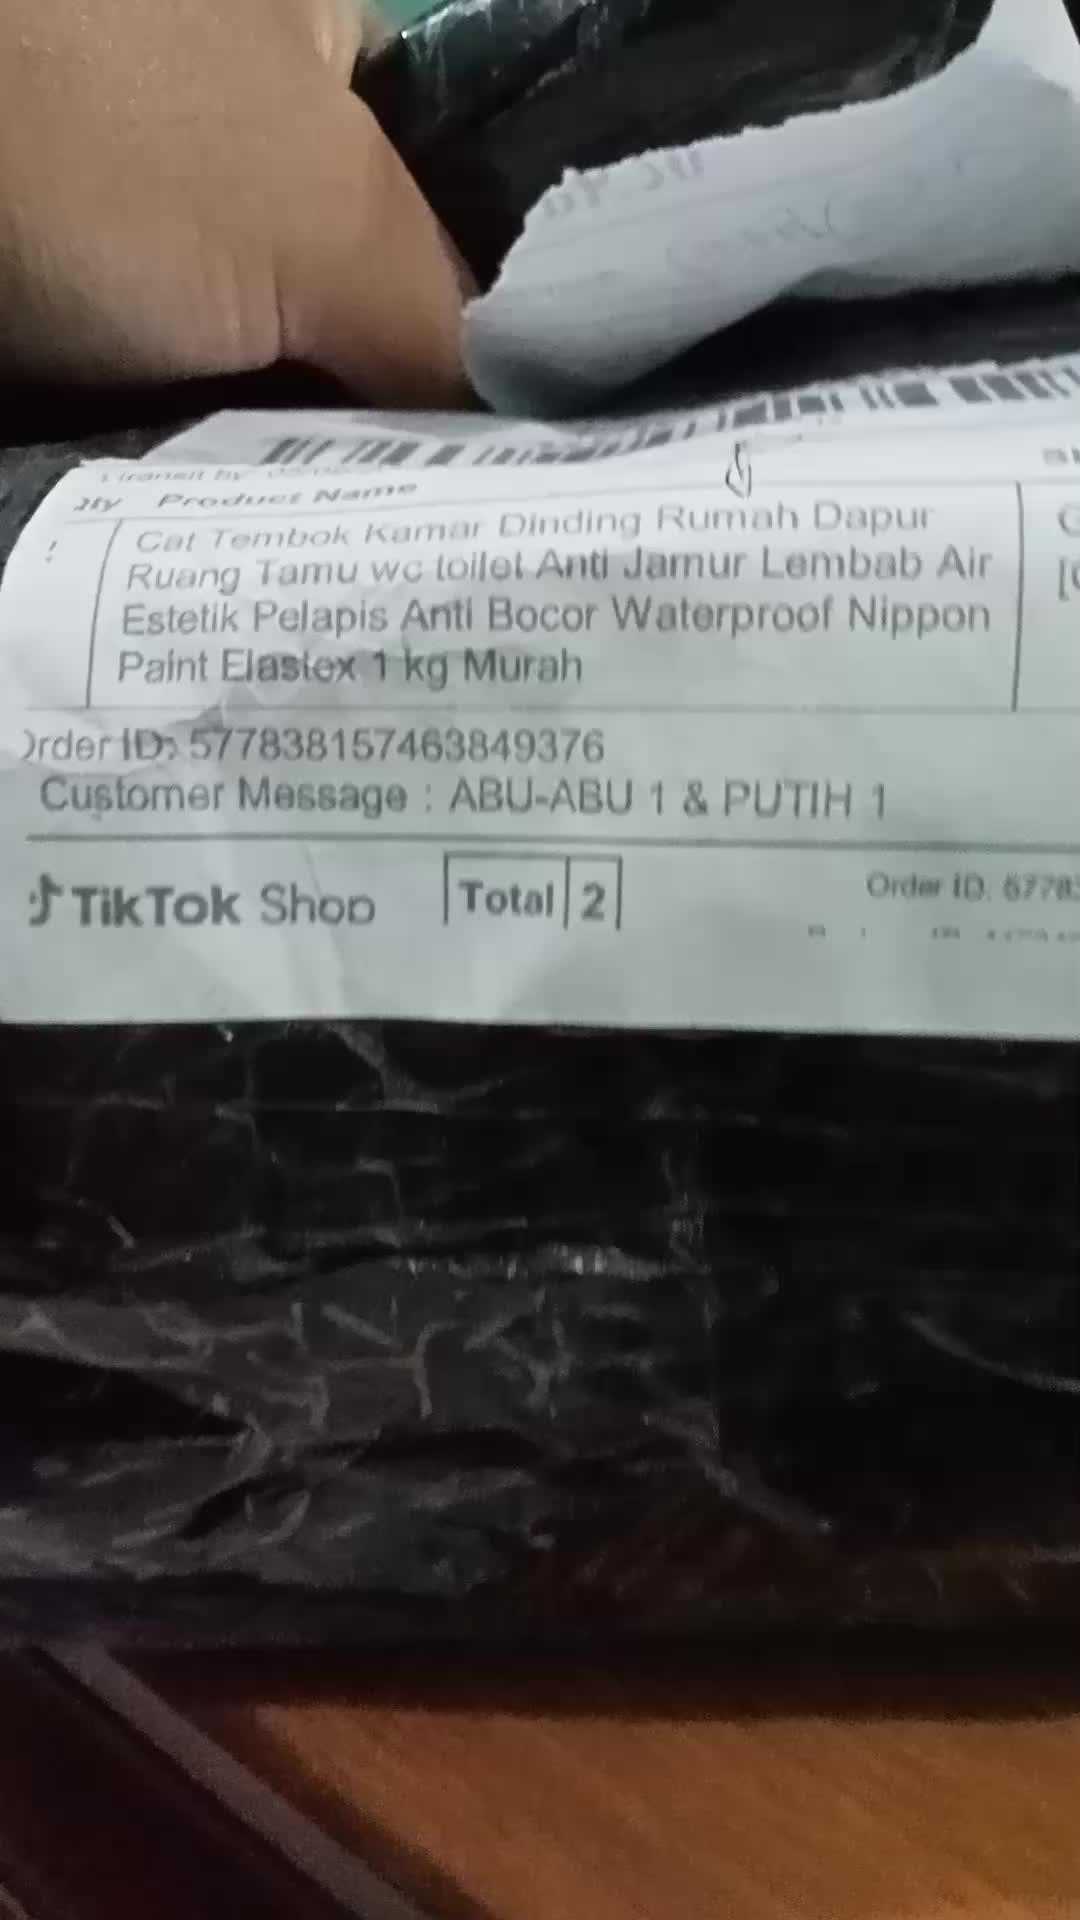 Product Name
Cat Tembok Kamar Dinding Rumah Dapur
Ruang Tamu wc toilet Anti Jamur Lembab Air
Estetik Pelapis Anti Bocor Waterproof Nippon
Paint Elastex 1 kg Murah
Order ID: 577838157463849376
Customer Message : ABU-ABU 1 & PUTIH 1
TikTok Shop
Total 2
Order ID. 57783